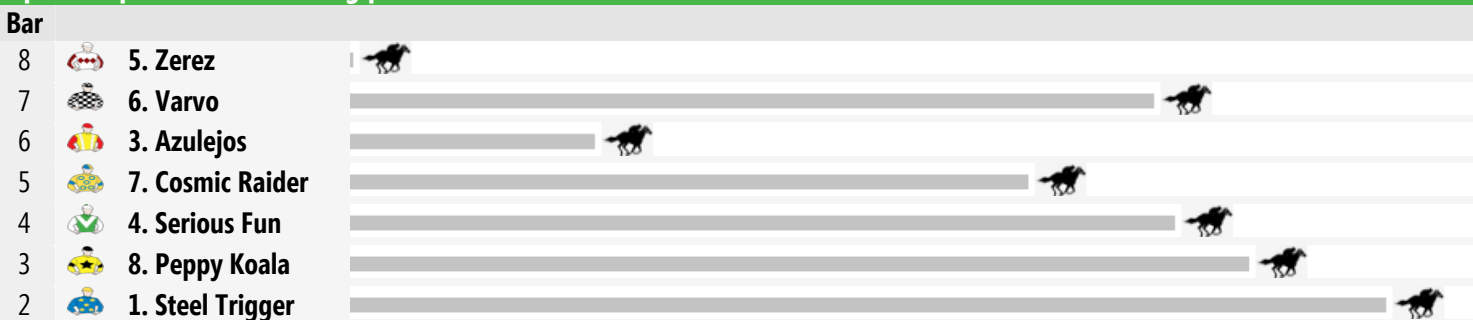 Bar
8 5. Zerez
7 6. Varvo
6 3. Azulejos
5 7. Cosmic Raider
4 4. Serious Fun
3 8. Peppy Koala
2 1. Steel Trigger